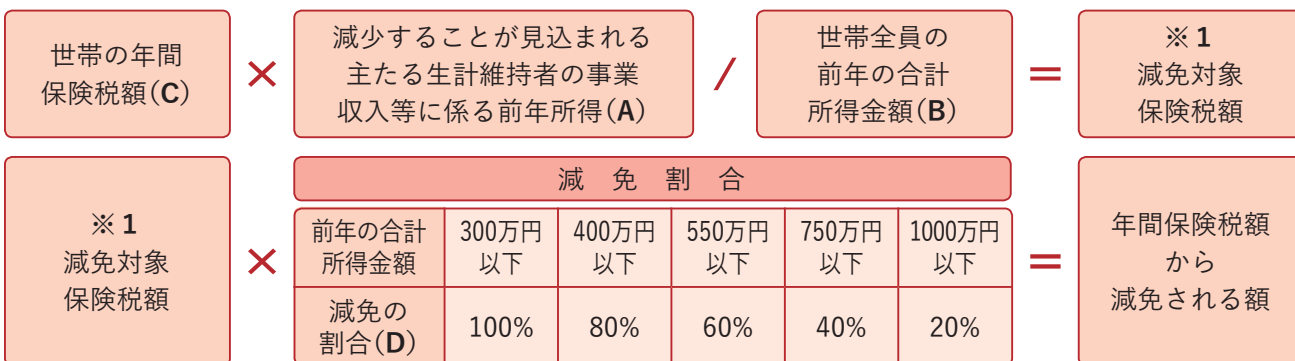 世帯の年間
保険税額(C)
×
減少することが見込まれる
主たる生計維持者の事業
収入等に係る前年所得(A)
/
世帯全員の
前年の合計
所得金額(B)
=
※1
減免対象
保険税額
※1
減免対象
保険税額
×
減免割合
前年の合計
所得金額
300万円
以下
400万円
以下
550万円
以下
750万円
以下
1000万円
以下
減免の
割合(D)
100%
80%
60%
40%
20%
=
年間保険税額
から
減免される額